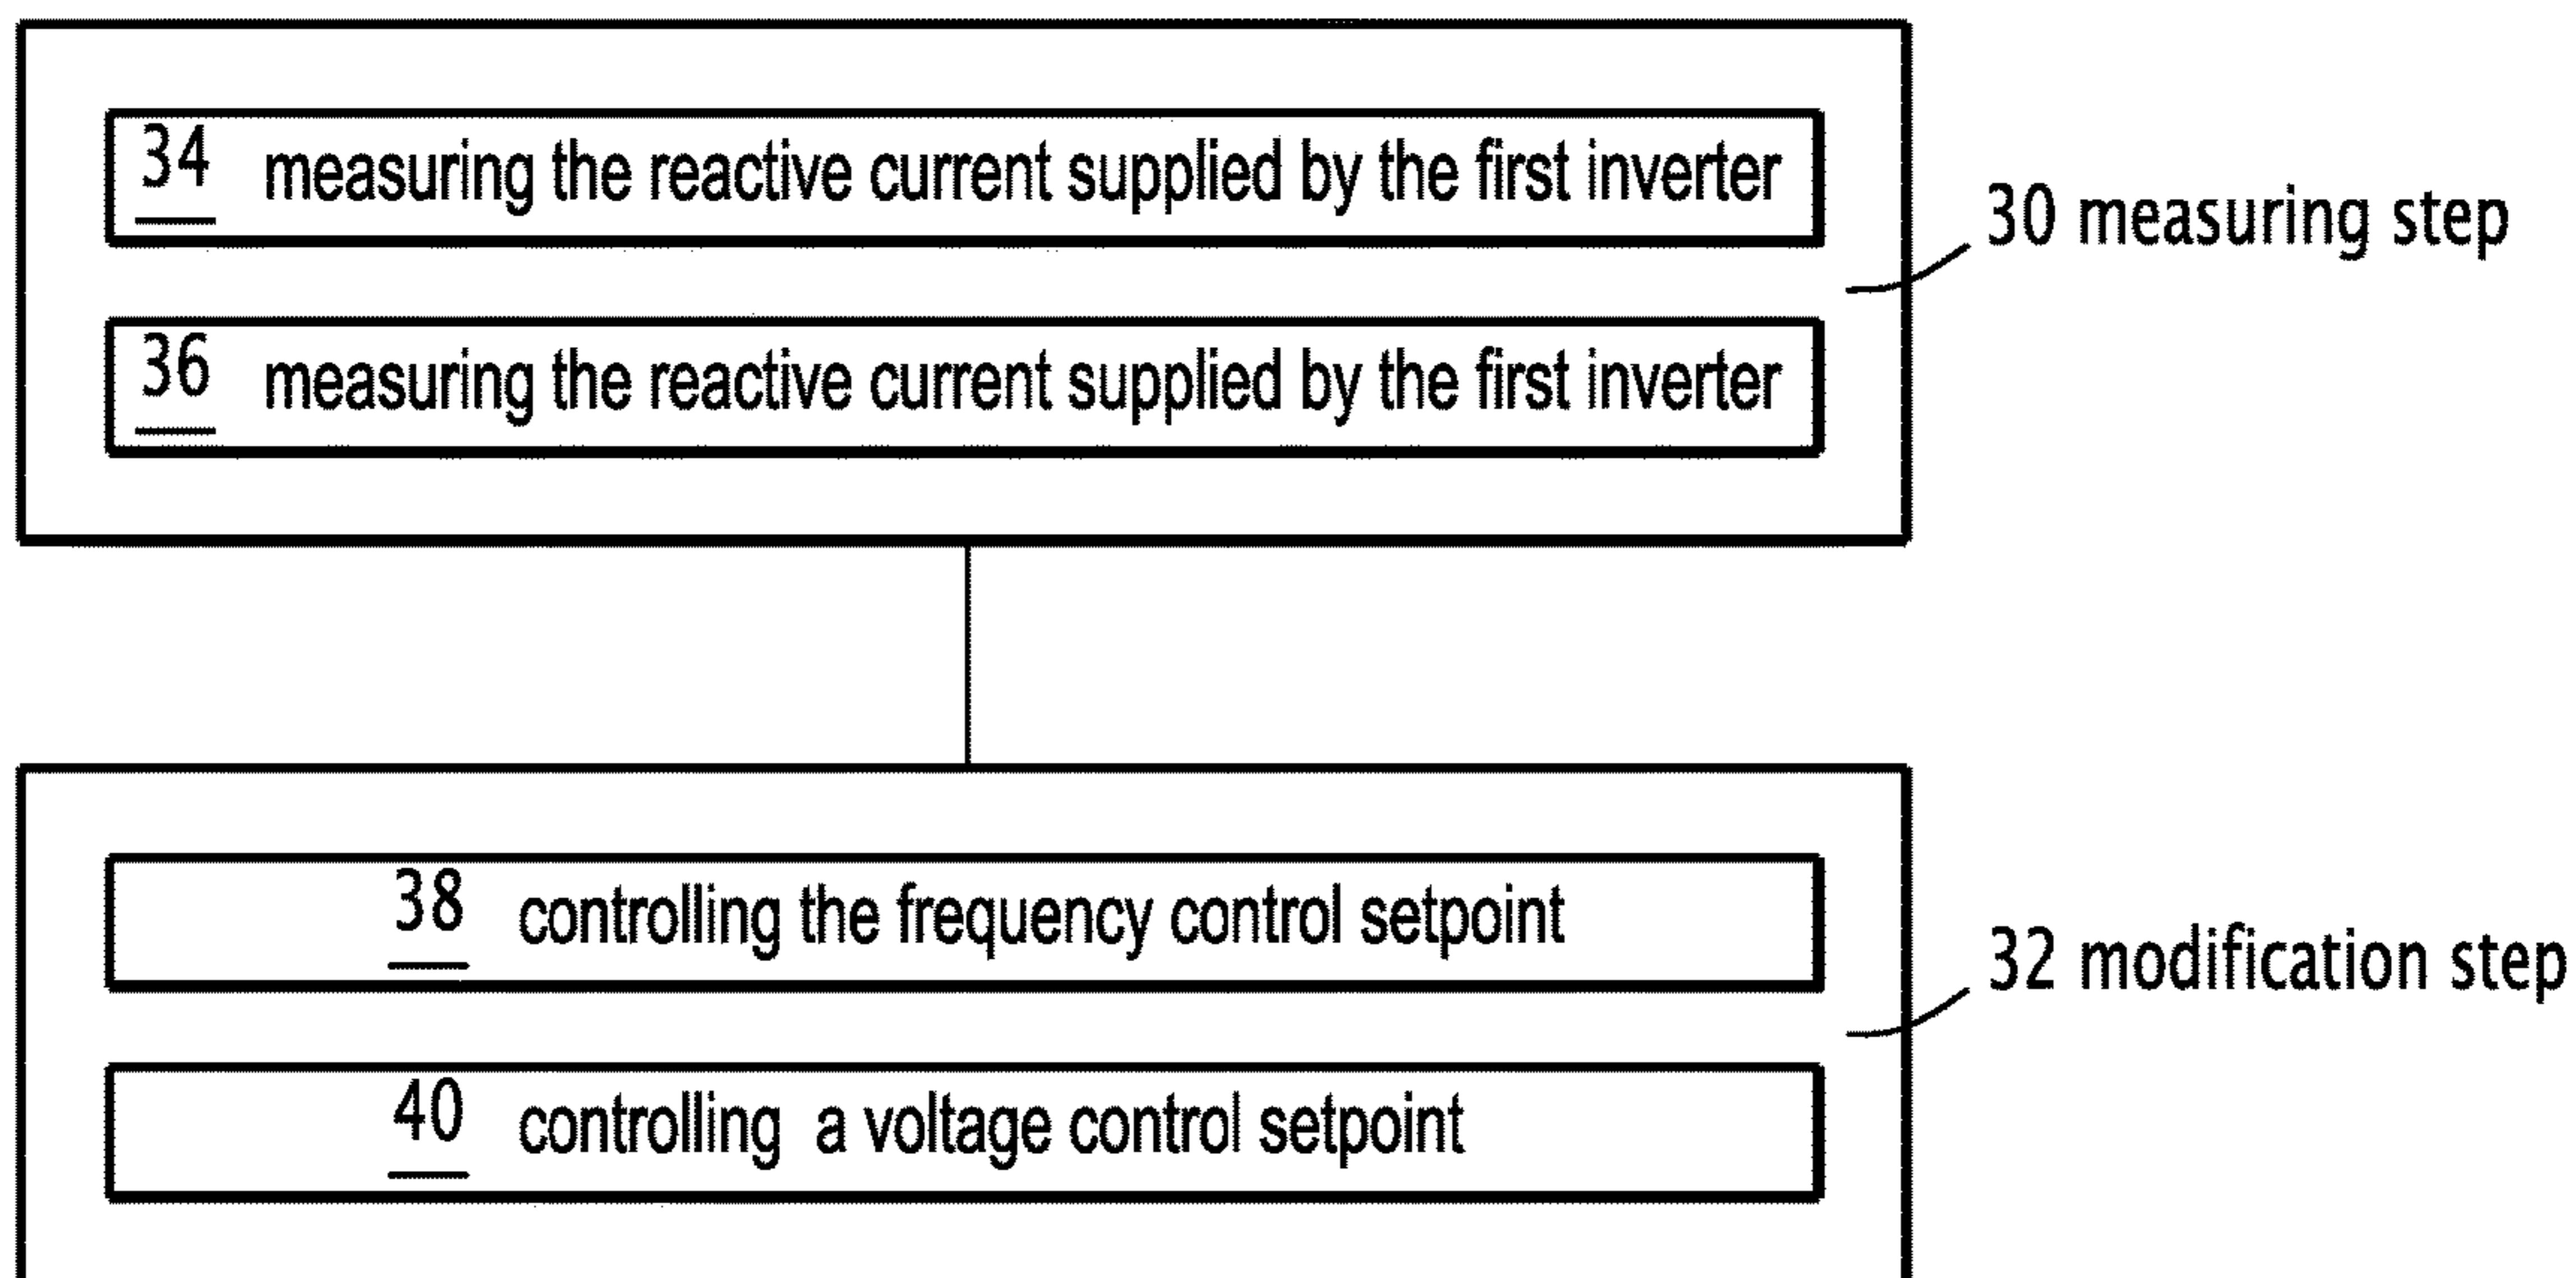 34 measuring the reactive current supplied by the first inverter
30 measuring step
36 measuring the reactive current supplied by the first inverter
38 controlling the frequency control setpoint
32 modification step
40 controlling a voltage control setpoint